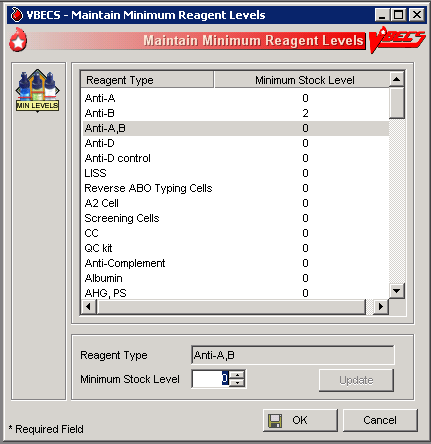 VBECS - Maintain Minimum Reagent Levels
Maintain Minimum Reagent Levels VBECS
MIN LEVELS
Reagent Type Minimum Stock Level
Anti-A 0
Anti-B 2
Anti-A,B 0
Anti-D 0
Anti-D control 0
LISS 0
Reverse ABO Typing Cells 0
A2 Cell 0
Screening Cells 0
CC 0
QC kit 0
Anti-Complement 0
Albumin 0
AHG, PS 0
Reagent Type Anti-A,B
Minimum Stock Level 0
Update
* Required Field
OK Cancel